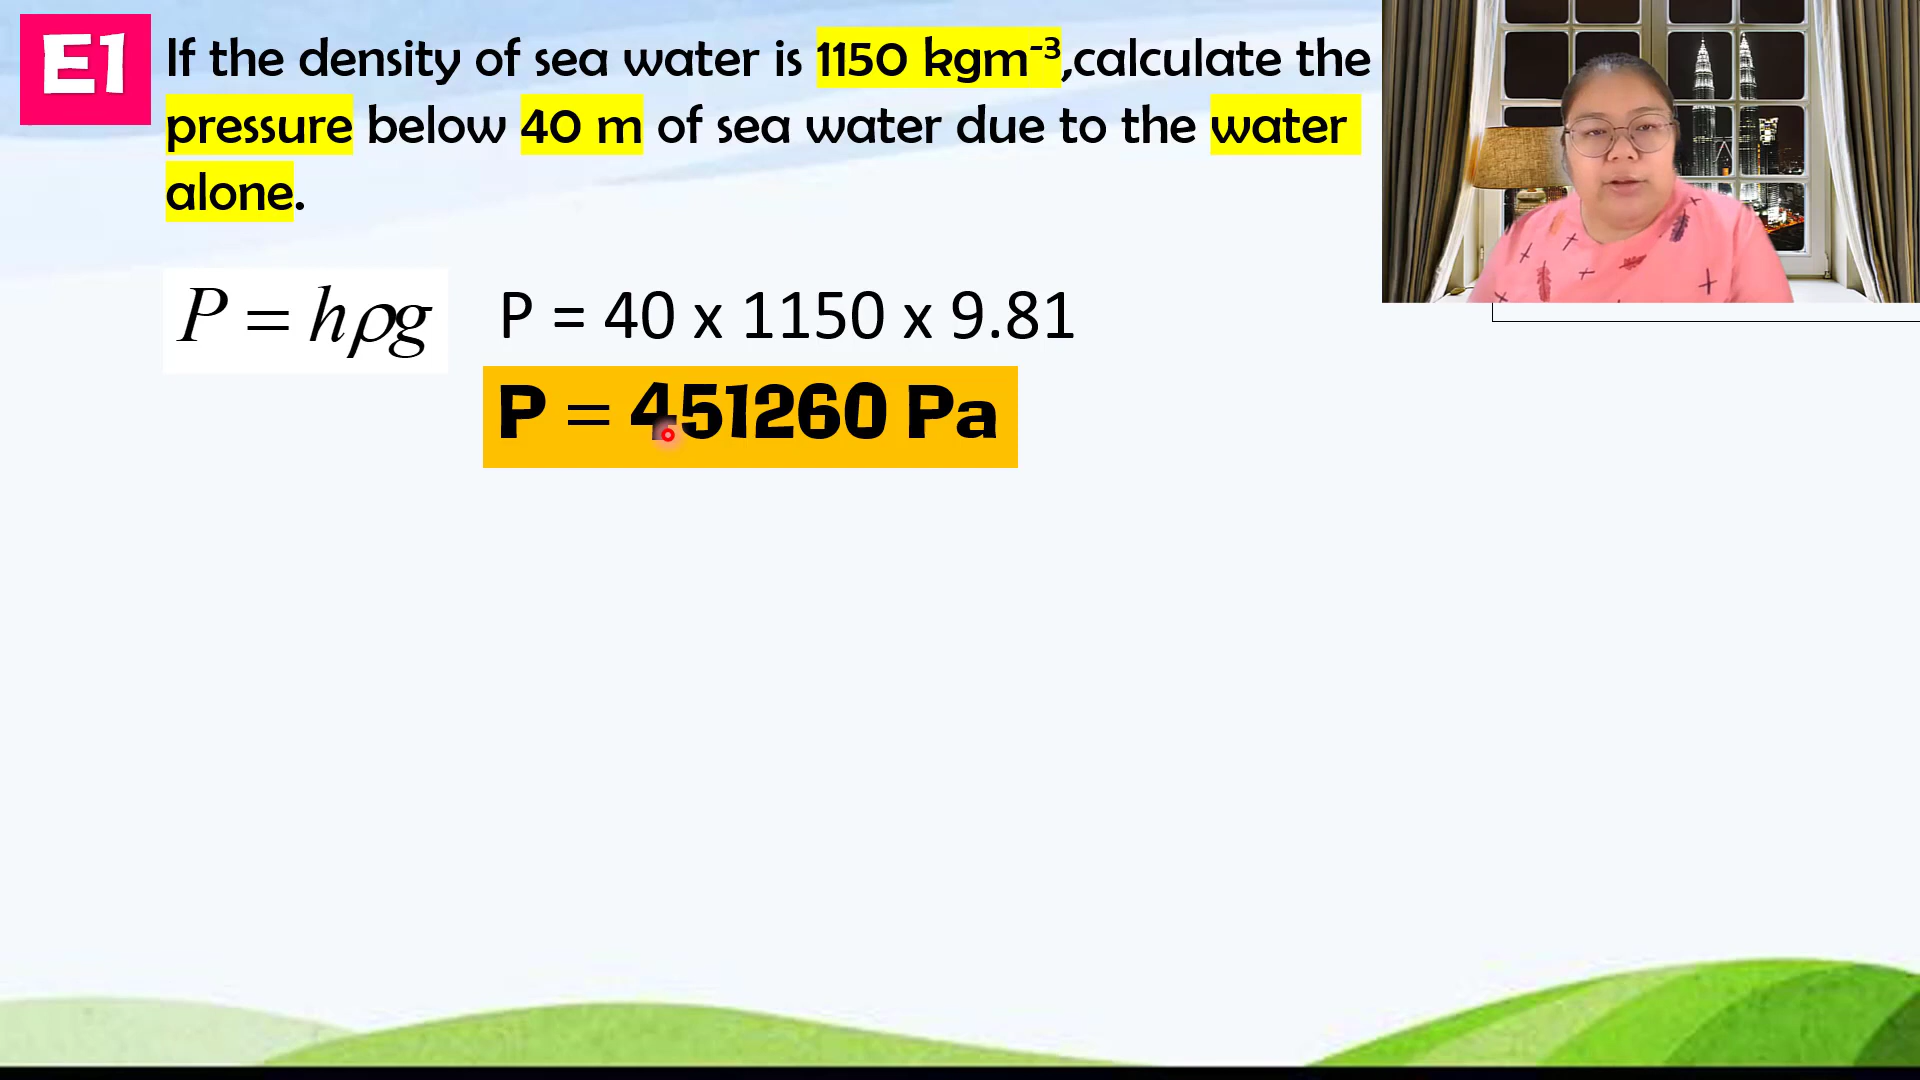 E1
If the density of sea water is 1150 kgm⁻³,calculate the
pressure below 40 m of sea water due to the water
alone.
P = hρg
P = 40 x 1150 x 9.81
P = 451260 Pa